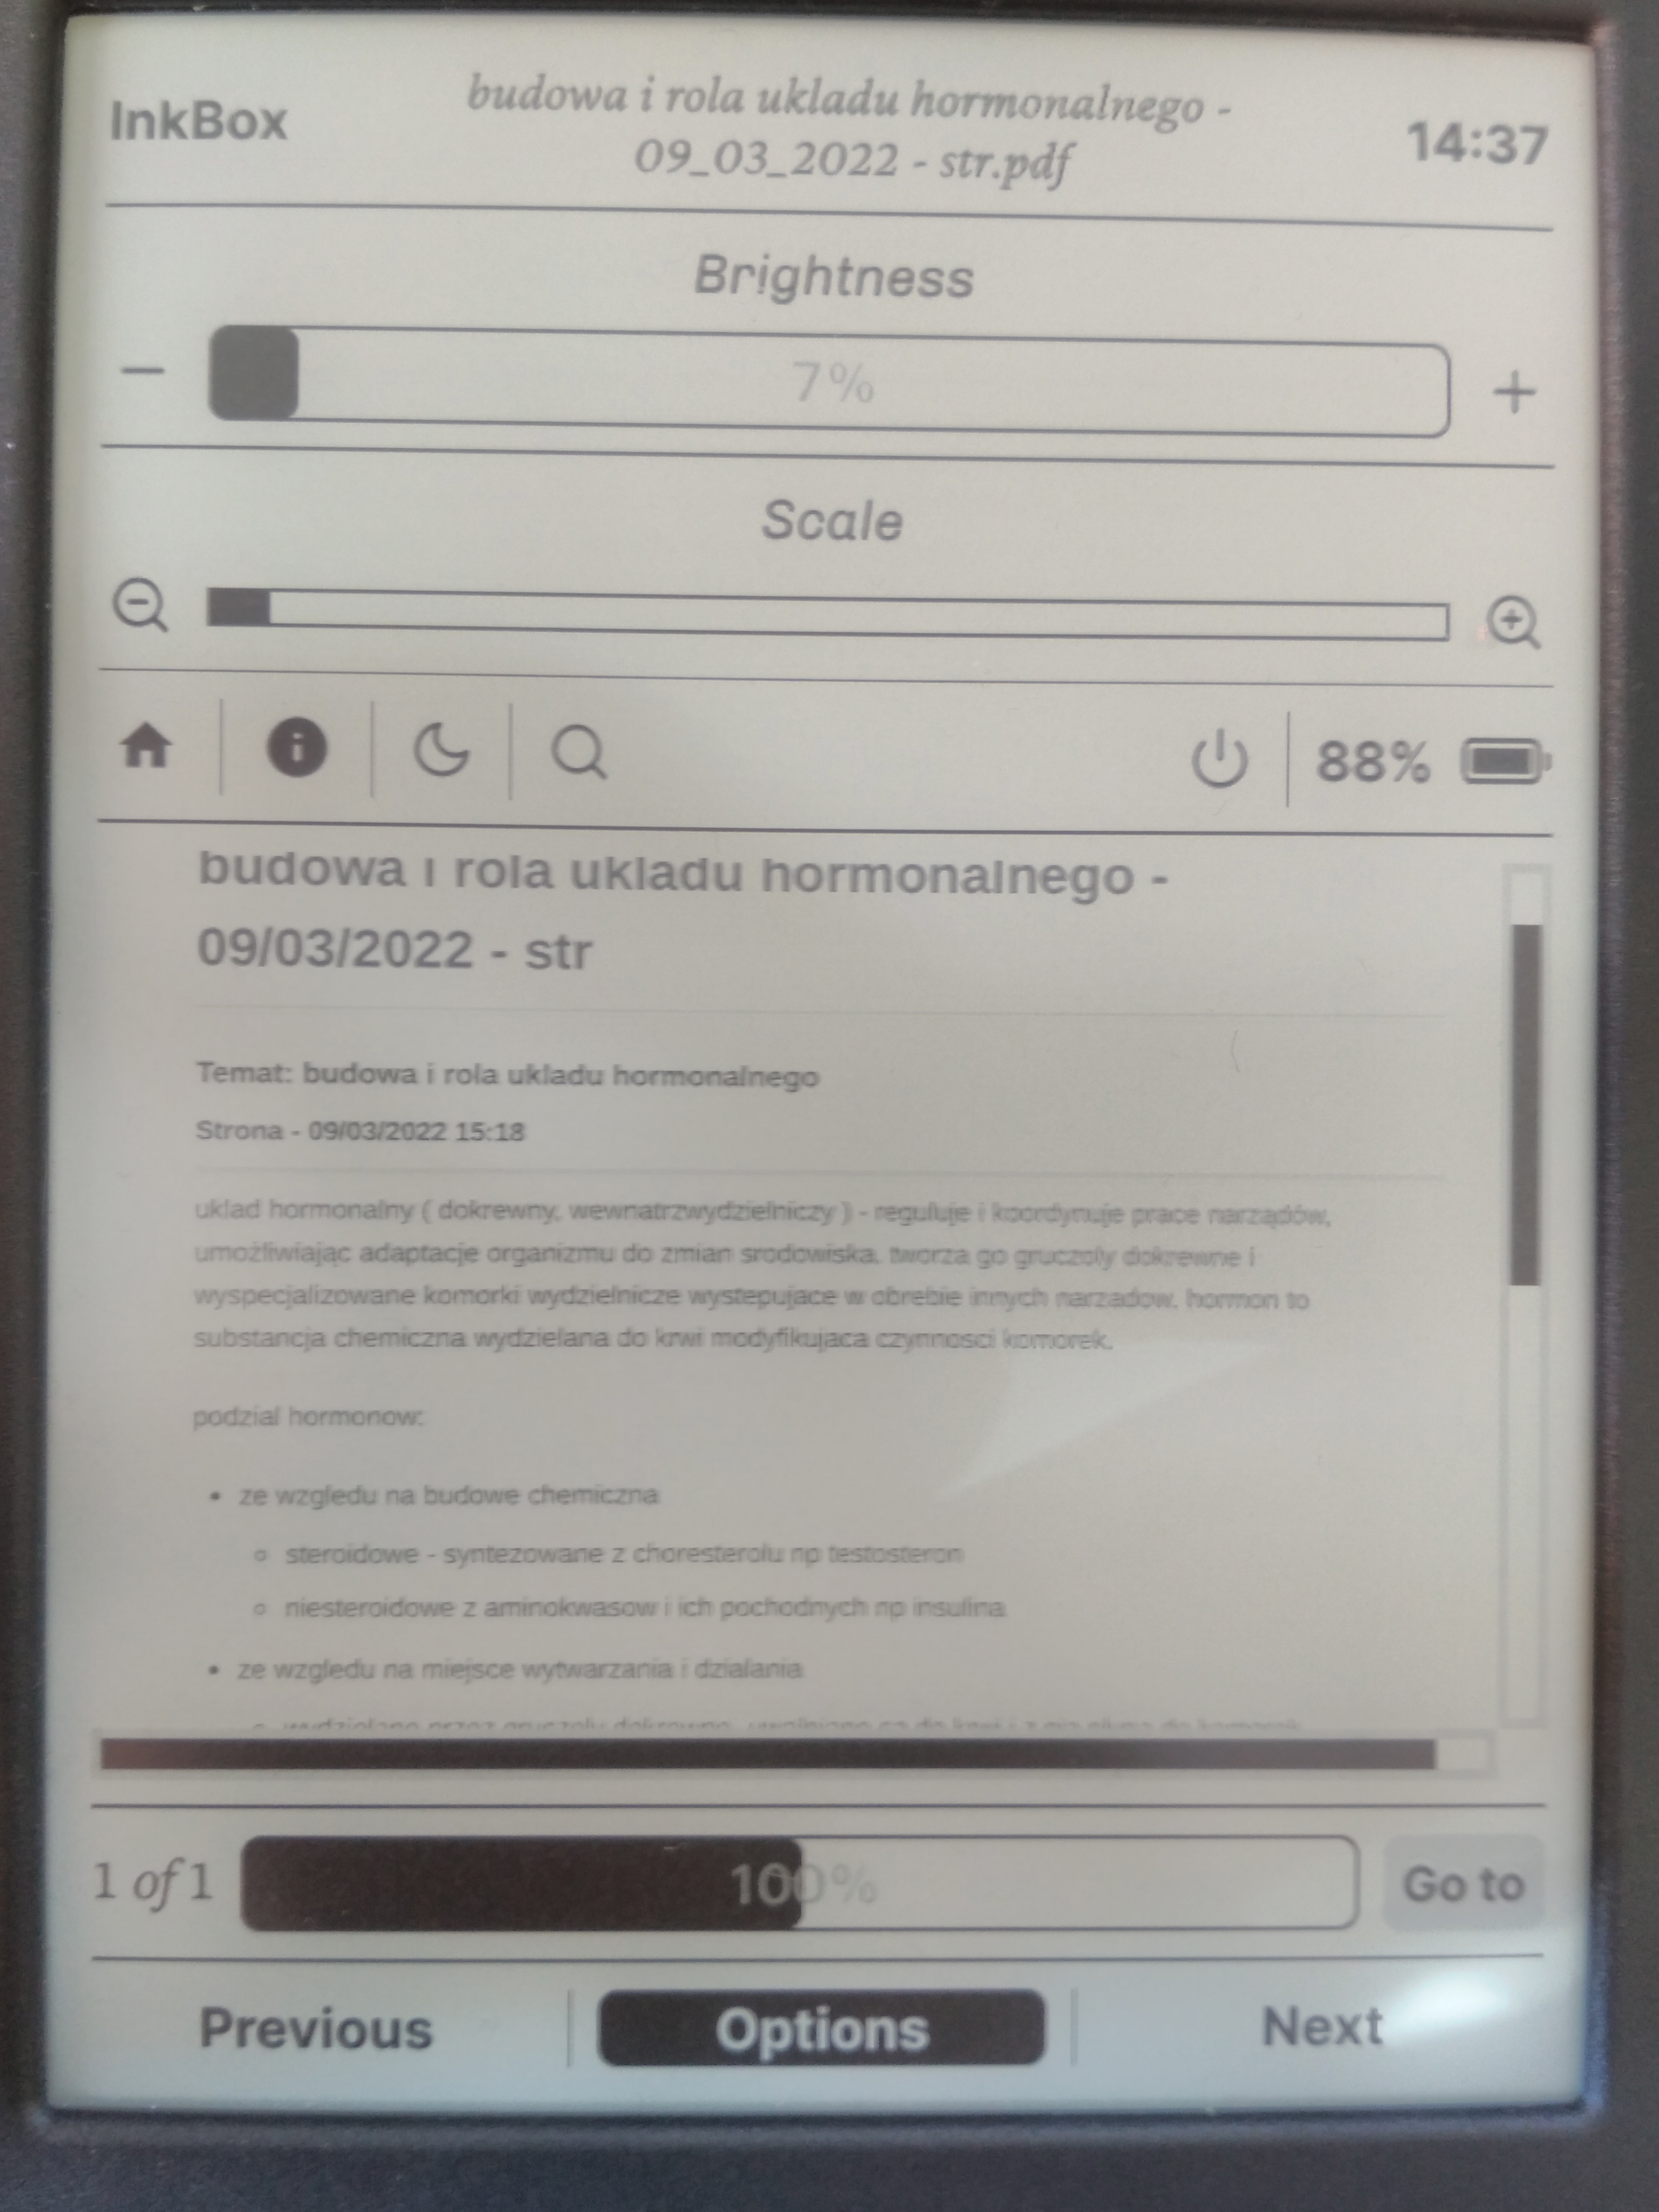 InkBox
budowa i rola ukladu hormonalnego -
09_03_2022 - str.pdf
14:37
Brightness
− 7% +
Scale
88%
budowa i rola ukladu hormonalnego -
09/03/2022 - str
Temat: budowa i rola ukladu hormonalnego
Strona - 09/03/2022 15:18
uklad hormonalny ( dokrewny, wewnatrzwydzielniczy ) - reguluje i koordynuje prace narządów,
umożliwiając adaptacje organizmu do zmian srodowiska. tworza go gruczoly dokrewne i
wyspecjalizowane komorki wydzielnicze wystepujace w obrebie innych narzadow. hormon to
substancja chemiczna wydzielana do krwi modyfikujaca czynnosci komorek.
podzial hormonow:
• ze wzgledu na budowe chemiczna
◦ steroidowe - syntezowane z choresterolu np testosteron
◦ niesteroidowe z aminokwasow i ich pochodnych np insulina
• ze wzgledu na miejsce wytwarzania i dzialania
1 of 1
100%
Go to
Previous
Options
Next